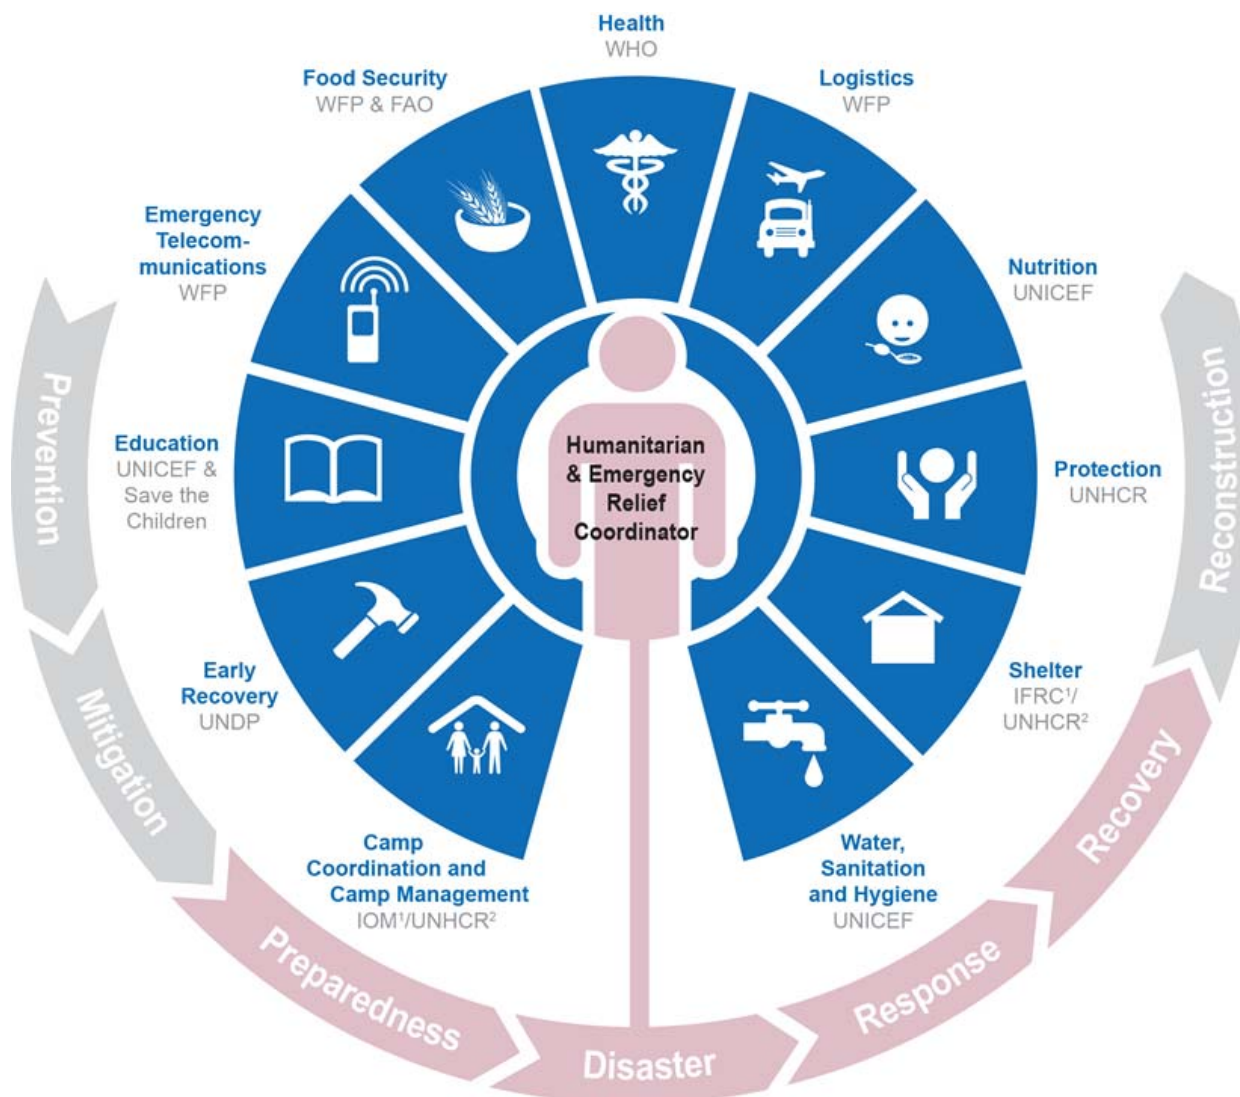 Health
WHO
Food Security
WFP & FAO
Logistics
WFP
Emergency
Telecom-
munications
WFP
Nutrition
UNICEF
Education
UNICEF &
Save the
Children
Humanitarian
& Emergency
Relief
Coordinator
Protection
UNHCR
Early
Recovery
UNDP
Shelter
IFRC¹/
UNHCR²
Camp
Coordination and
Camp Management
IOM¹/UNHCR²
Water,
Sanitation
and Hygiene
UNICEF
Prevention
Mitigation
Preparedness
Disaster
Response
Recovery
Reconstruction